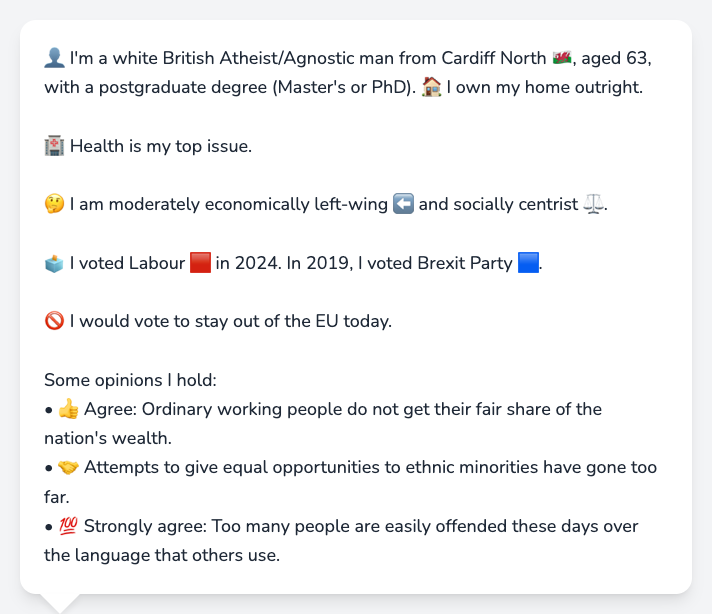 👤 I'm a white British Atheist/Agnostic man from Cardiff North 🏴󠁧󠁢󠁷󠁬󠁳󠁿, aged 63,
with a postgraduate degree (Master's or PhD). 🏠 I own my home outright.
🏥 Health is my top issue.
🤔 I am moderately economically left-wing ⬅️ and socially centrist ⚖️.
🗳️ I voted Labour 🟥 in 2024. In 2019, I voted Brexit Party 🟦.
🚫 I would vote to stay out of the EU today.
Some opinions I hold:
• 👍 Agree: Ordinary working people do not get their fair share of the
nation's wealth.
• 🤝 Attempts to give equal opportunities to ethnic minorities have gone too
far.
• 💯 Strongly agree: Too many people are easily offended these days over
the language that others use.